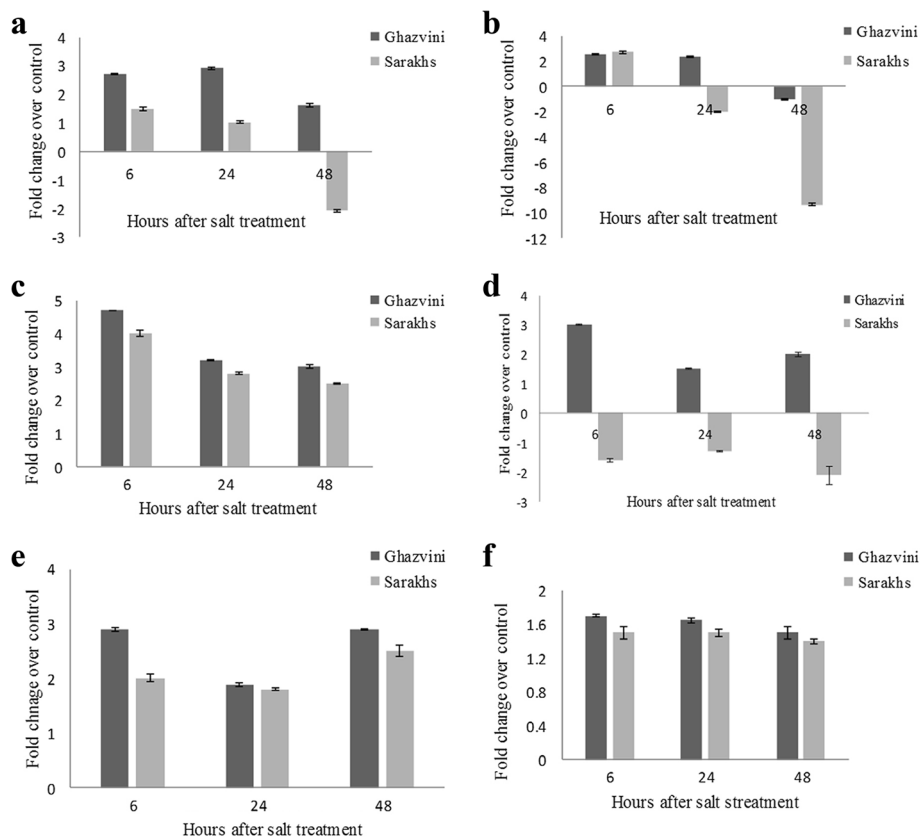 a
Ghazvini
Sarakhs
Fold change over control
4
3
2
1
0
-1
-2
-3
6
24
48
Hours after salt treatment
b
Ghazvini
Sarakhs
Fold change over control
4
2
0
-2
-4
-6
-8
-10
-12
6
24
48
Hours after salt treatment
c
Ghazvini
Sarakhs
Fold change over control
5
4
3
2
1
0
6
24
48
Hours after salt treatment
d
Ghazvini
Sarakhs
Fold change over control
4
3
2
1
0
-1
-2
-3
6
24
48
Hours after salt treatment
e
Ghazvini
Sarakhs
Fold chnage over control
4
3
2
1
0
6
24
48
Hours after salt treatment
f
Ghazvini
Sarakhs
Fold change over control
2
1.6
1.2
0.8
0.4
0
6
24
48
Hours after salt streatment